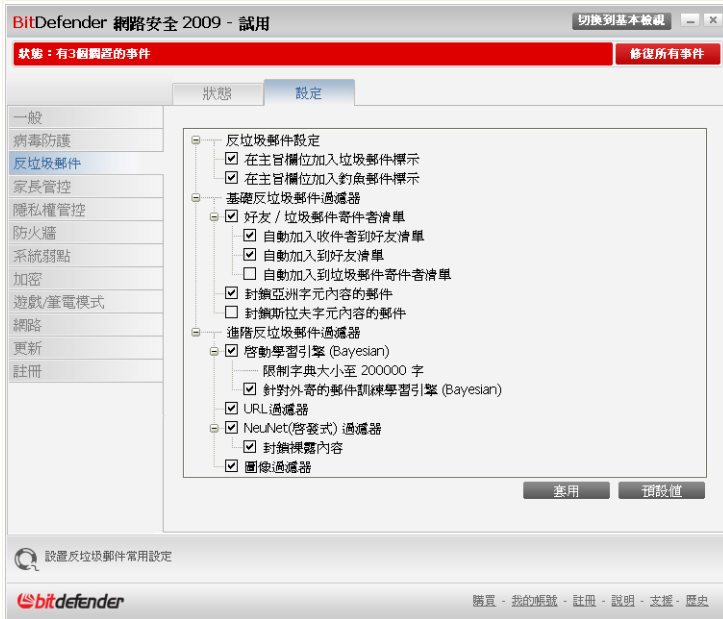 BitDefender 網路安全 2009 - 試用
切換到基本檢視
狀態：有3個擱置的事件
修復所有事件
狀態
設定
一般
病毒防護
反垃圾郵件
家長管控
隱私權管控
防火牆
系統弱點
加密
遊戲/筆電模式
網路
更新
註冊
反垃圾郵件設定
在主旨欄位加入垃圾郵件標示
在主旨欄位加入釣魚郵件標示
基礎反垃圾郵件過濾器
好友 / 垃圾郵件寄件者清單
自動加入收件者到好友清單
自動加入到好友清單
自動加入到垃圾郵件寄件者清單
封鎖亞洲字元內容的郵件
封鎖斯拉夫字元內容的郵件
進階反垃圾郵件過濾器
啓動學習引擎 (Bayesian)
限制字典大小至 200000 字
針對外寄的郵件訓練學習引擎 (Bayesian)
URL過濾器
NeuNet(啓發式) 過濾器
封鎖裸露內容
圖像過濾器
套用
預設值
設置反垃圾郵件常用設定
bitdefender
購買 - 我的帳號 - 註冊 - 說明 - 支援 - 歷史